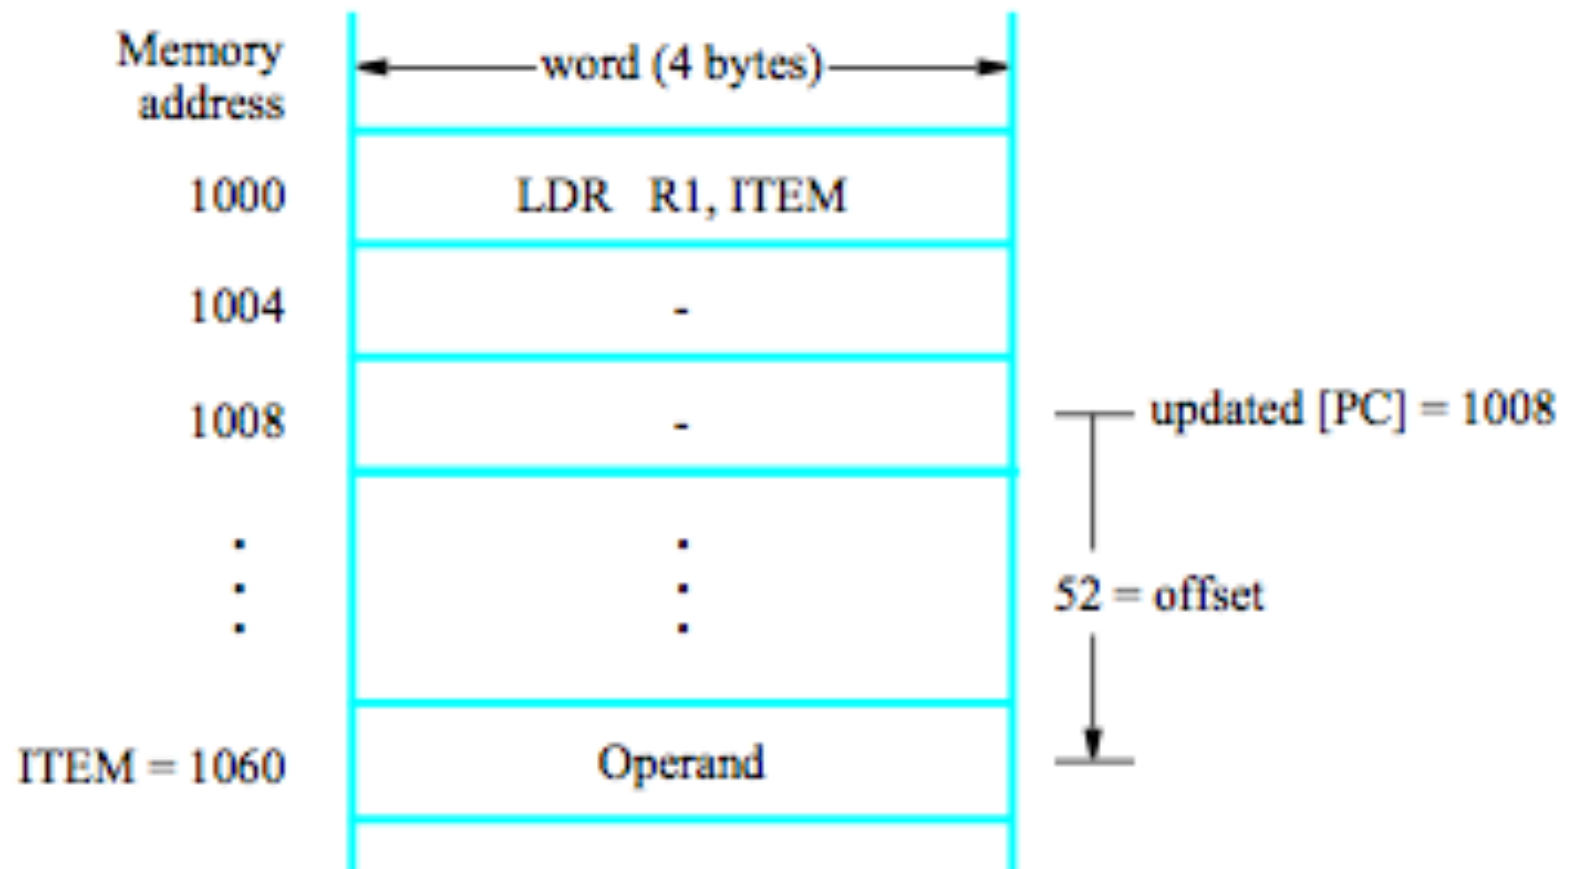 Memory
address
word (4 bytes)
1000
LDR R1, ITEM
1004
-
1008
-
updated [PC] = 1008
52 = offset
ITEM = 1060
Operand